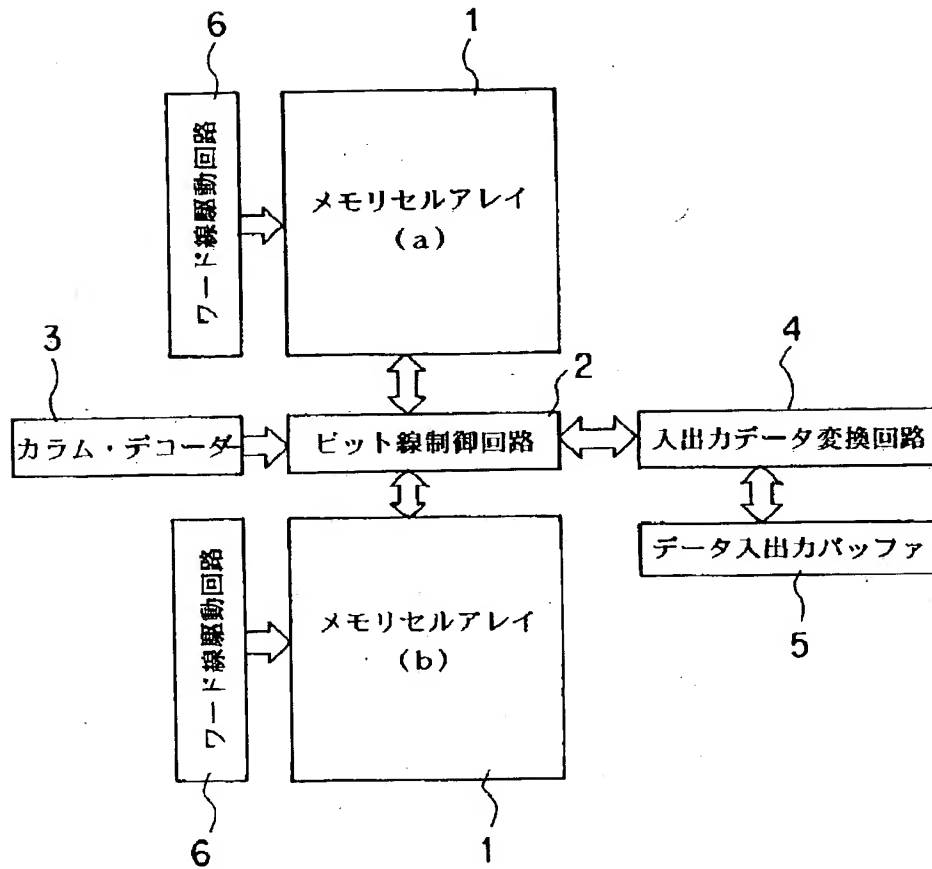 6
1
ワード線駆動回路
メモリセルアレイ
(a)
3
2
4
カラム・デコーダ
ビット線制御回路
入出力データ変換回路
ワード線駆動回路
メモリセルアレイ
(b)
データ入出力バッファ
5
6
1